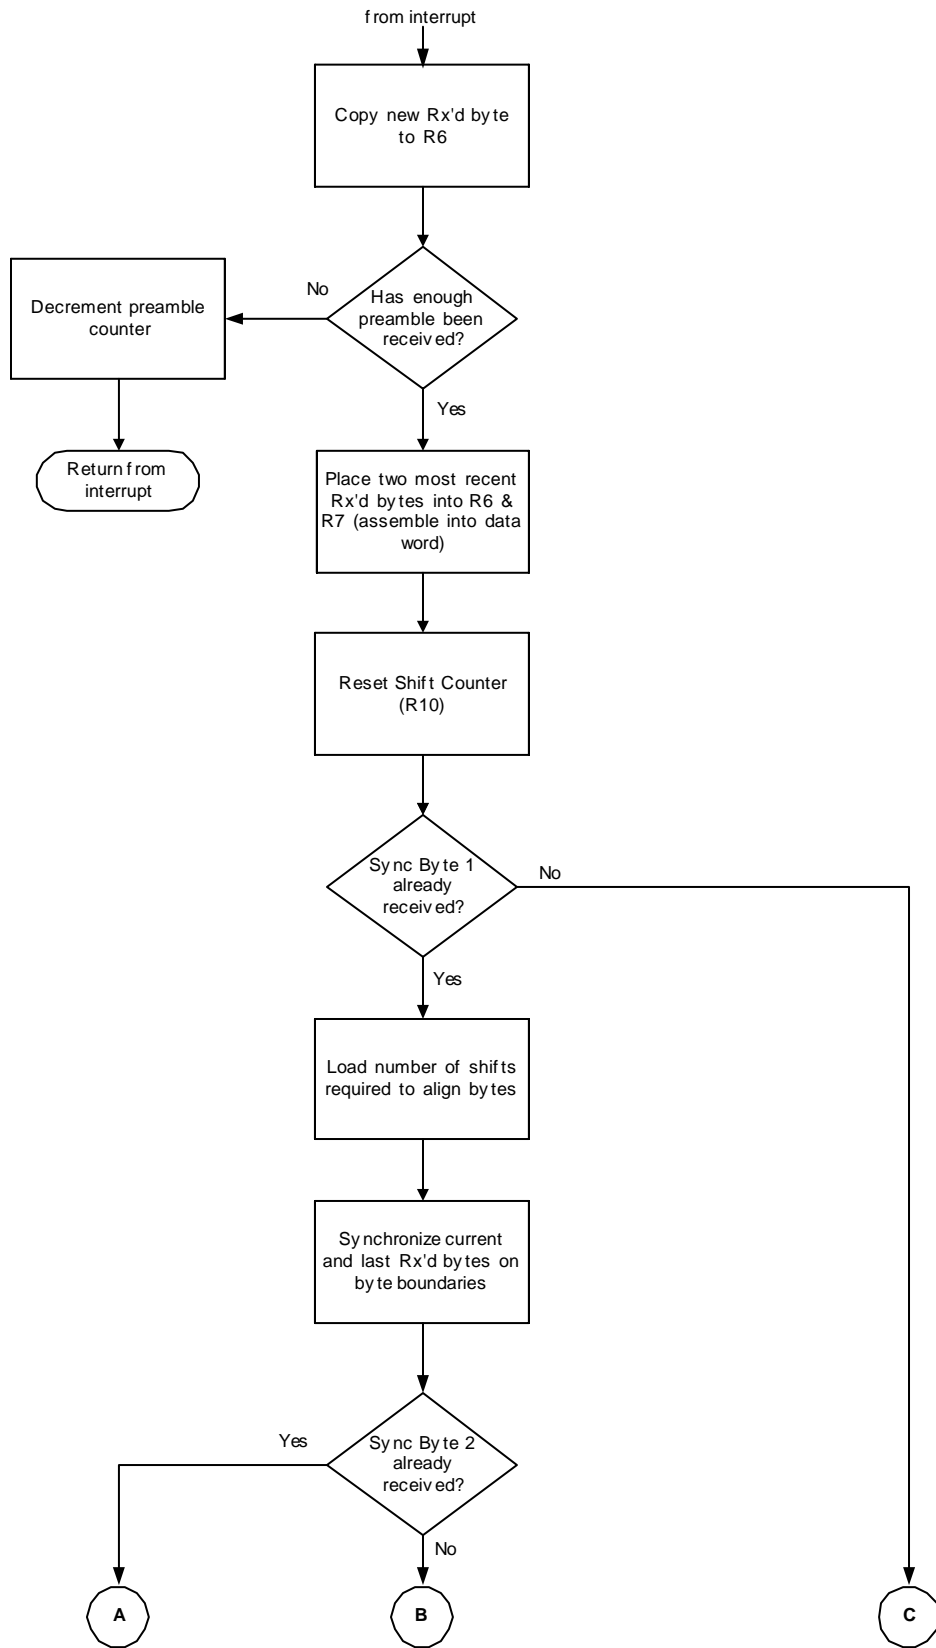 from interrupt
Copy new Rx'd byte
to R6
No
Has enough
preamble been
received?
Decrement preamble
counter
Yes
Return from
interrupt
Place two most recent
Rx'd bytes into R6 &
R7 (assemble into data
word)
Reset Shift Counter
(R10)
Sync Byte 1
already
received?
No
Yes
Load number of shifts
required to align bytes
Synchronize current
and last Rx'd bytes on
byte boundaries
Yes
Sync Byte 2
already
received?
No
A
B
C